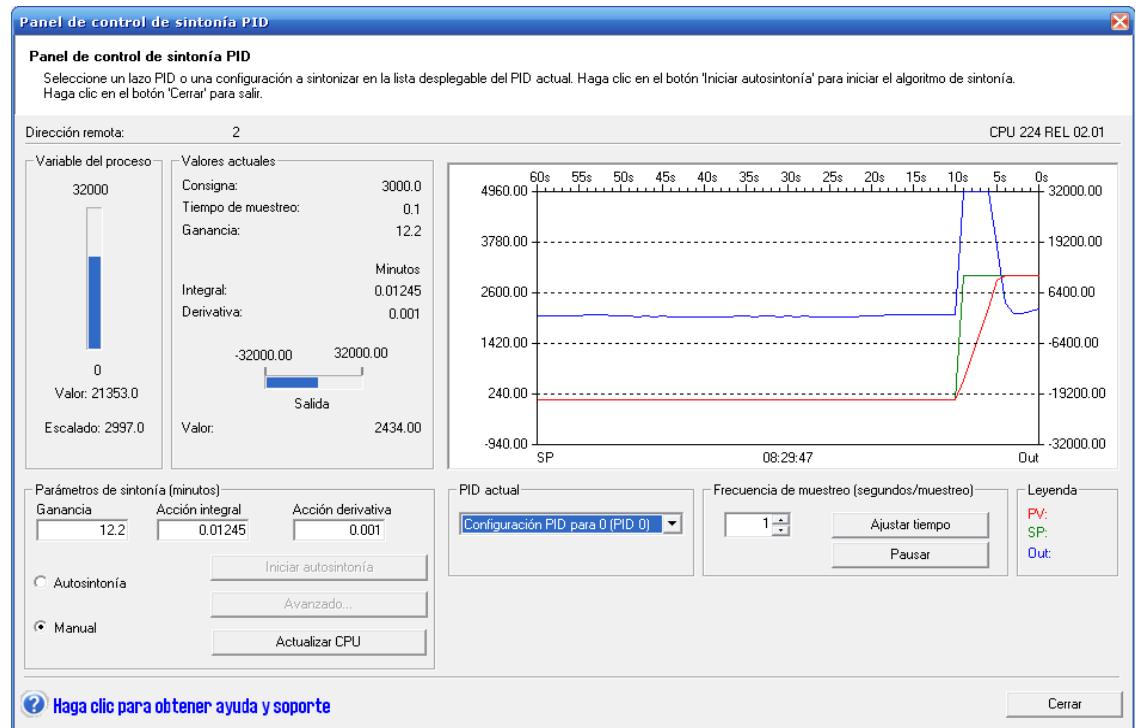 Panel de control de sintonía PID
Panel de control de sintonía PID
Seleccione un lazo PID o una configuración a sintonizar en la lista desplegable del PID actual. Haga clic en el botón 'Iniciar autosintonía' para iniciar el algoritmo de sintonía.
Haga clic en el botón 'Cerrar' para salir.
Dirección remota: 2 CPU 224 REL 02.01
Variable del proceso
32000
0
Valor: 21353.0
Escalado: 2997.0
Valores actuales
Consigna: 3000.0
Tiempo de muestreo: 0.1
Ganancia: 12.2
Minutos
Integral: 0.01245
Derivativa: 0.001
-32000.00 32000.00
Salida
Valor: 2434.00
60s 55s 50s 45s 40s 35s 30s 25s 20s 15s 10s 5s 0s
4960.00 32000.00
3780.00 19200.00
2600.00 6400.00
1420.00 -6400.00
240.00 -19200.00
-940.00 -32000.00
SP 08:29:47 Out
Parámetros de sintonía (minutos)
Ganancia Acción integral Acción derivativa
12.2 0.01245 0.001
Autosintonía
Manual
Iniciar autosintonía
Avanzado...
Actualizar CPU
PID actual
Configuración PID para 0 (PID 0)
Frecuencia de muestreo (segundos/muestreo)
1
Ajustar tiempo
Pausar
Leyenda
PV:
SP:
Out:
? Haga clic para obtener ayuda y soporte
Cerrar